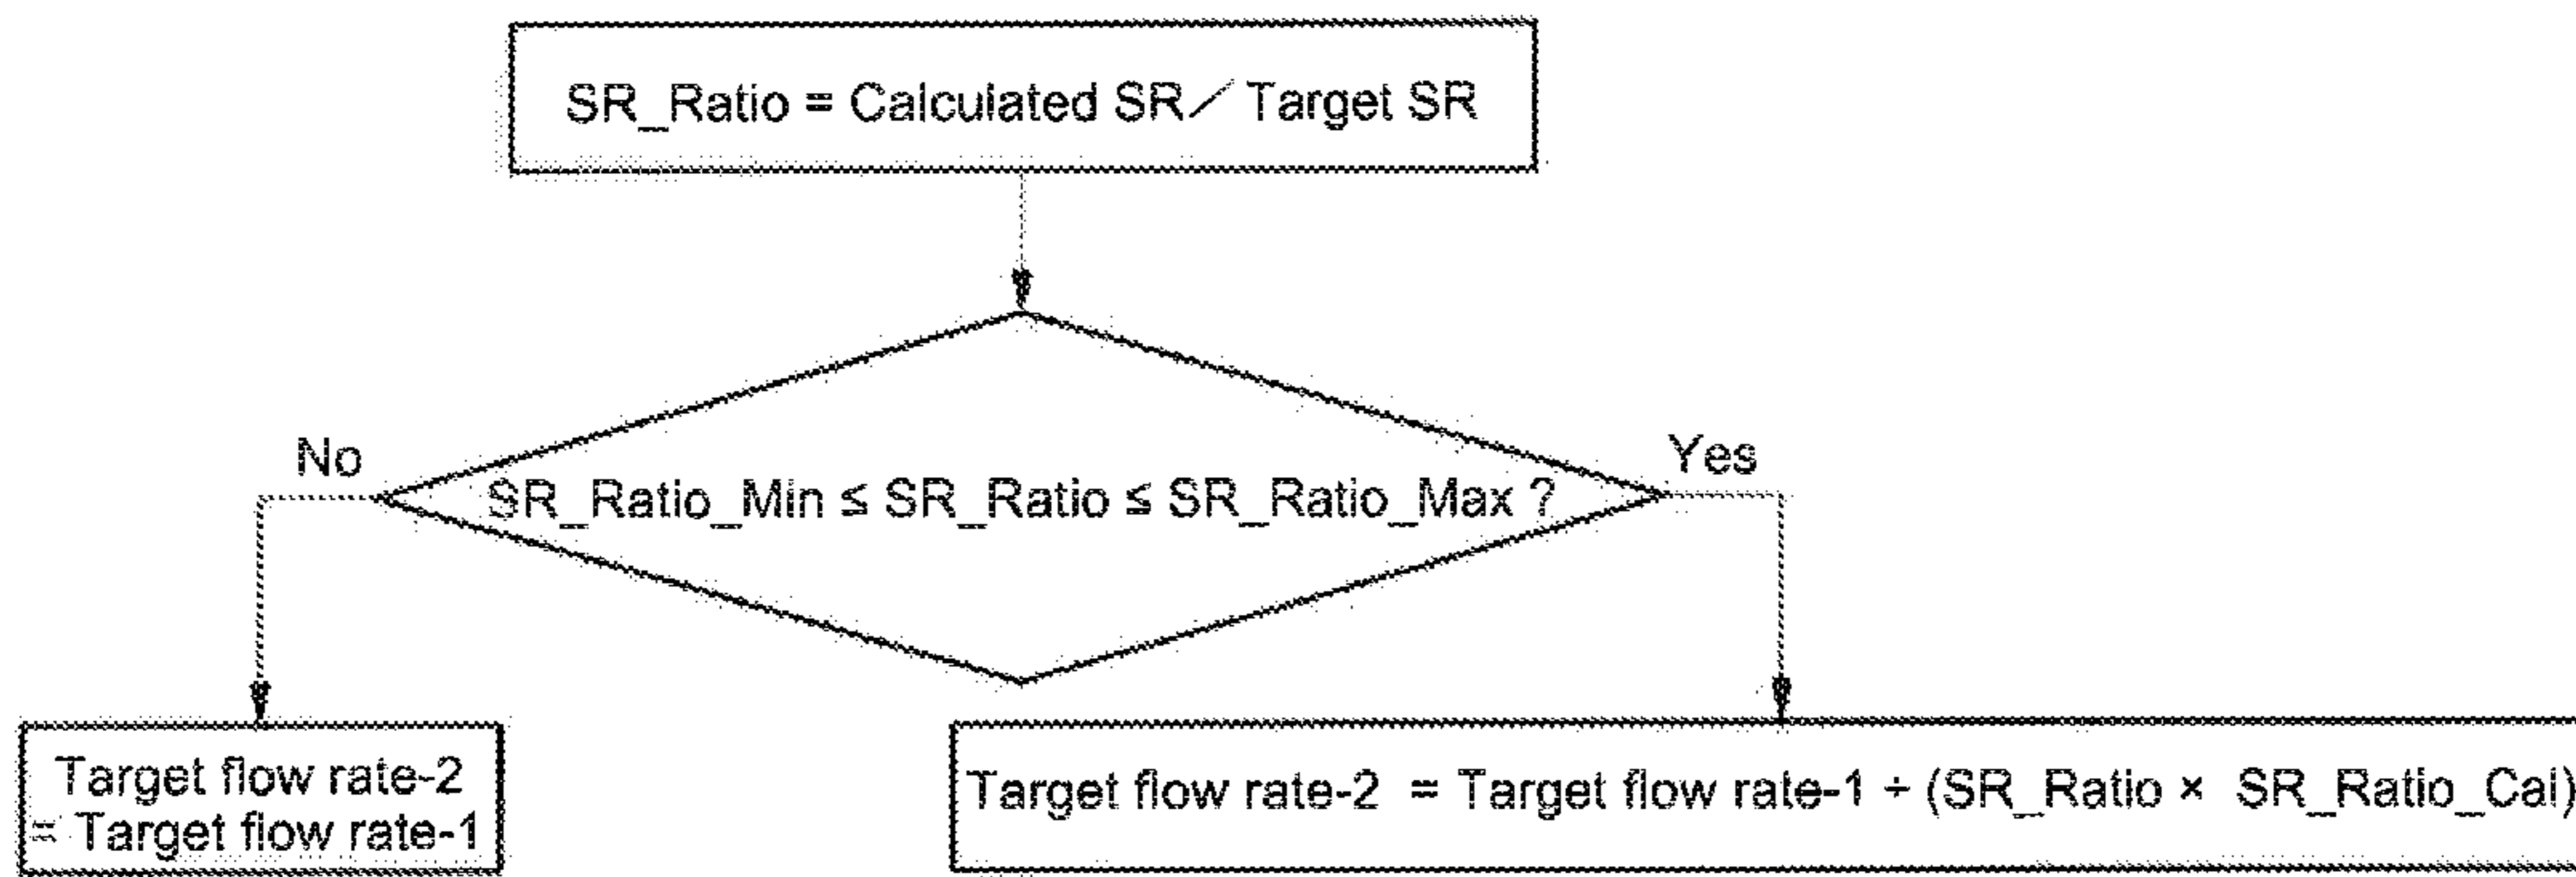 SR_Ratio = Calculated SR／Target SR
No
Yes
SR_Ratio_Min ≤ SR_Ratio ≤ SR_Ratio_Max ?
Target flow rate-2
= Target flow rate-1
Target flow rate-2 = Target flow rate-1 ÷ (SR_Ratio × SR_Ratio_Cal)